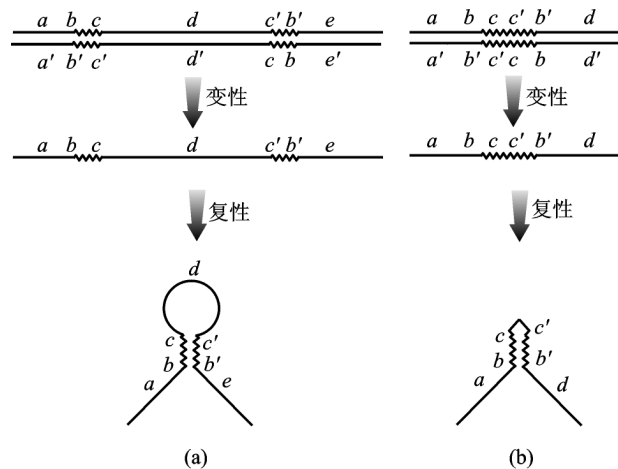 a b c d c′ b′ e
a′ b′ c′ d′ c b e′
变性
a b c d c′ b′ e
复性
d
c c′
b b′
a e
(a)
a b c c′ b′ d
a′ b′ c′ c b d′
变性
a b c c′ b′ d
复性
c c′
b b′
a d
(b)